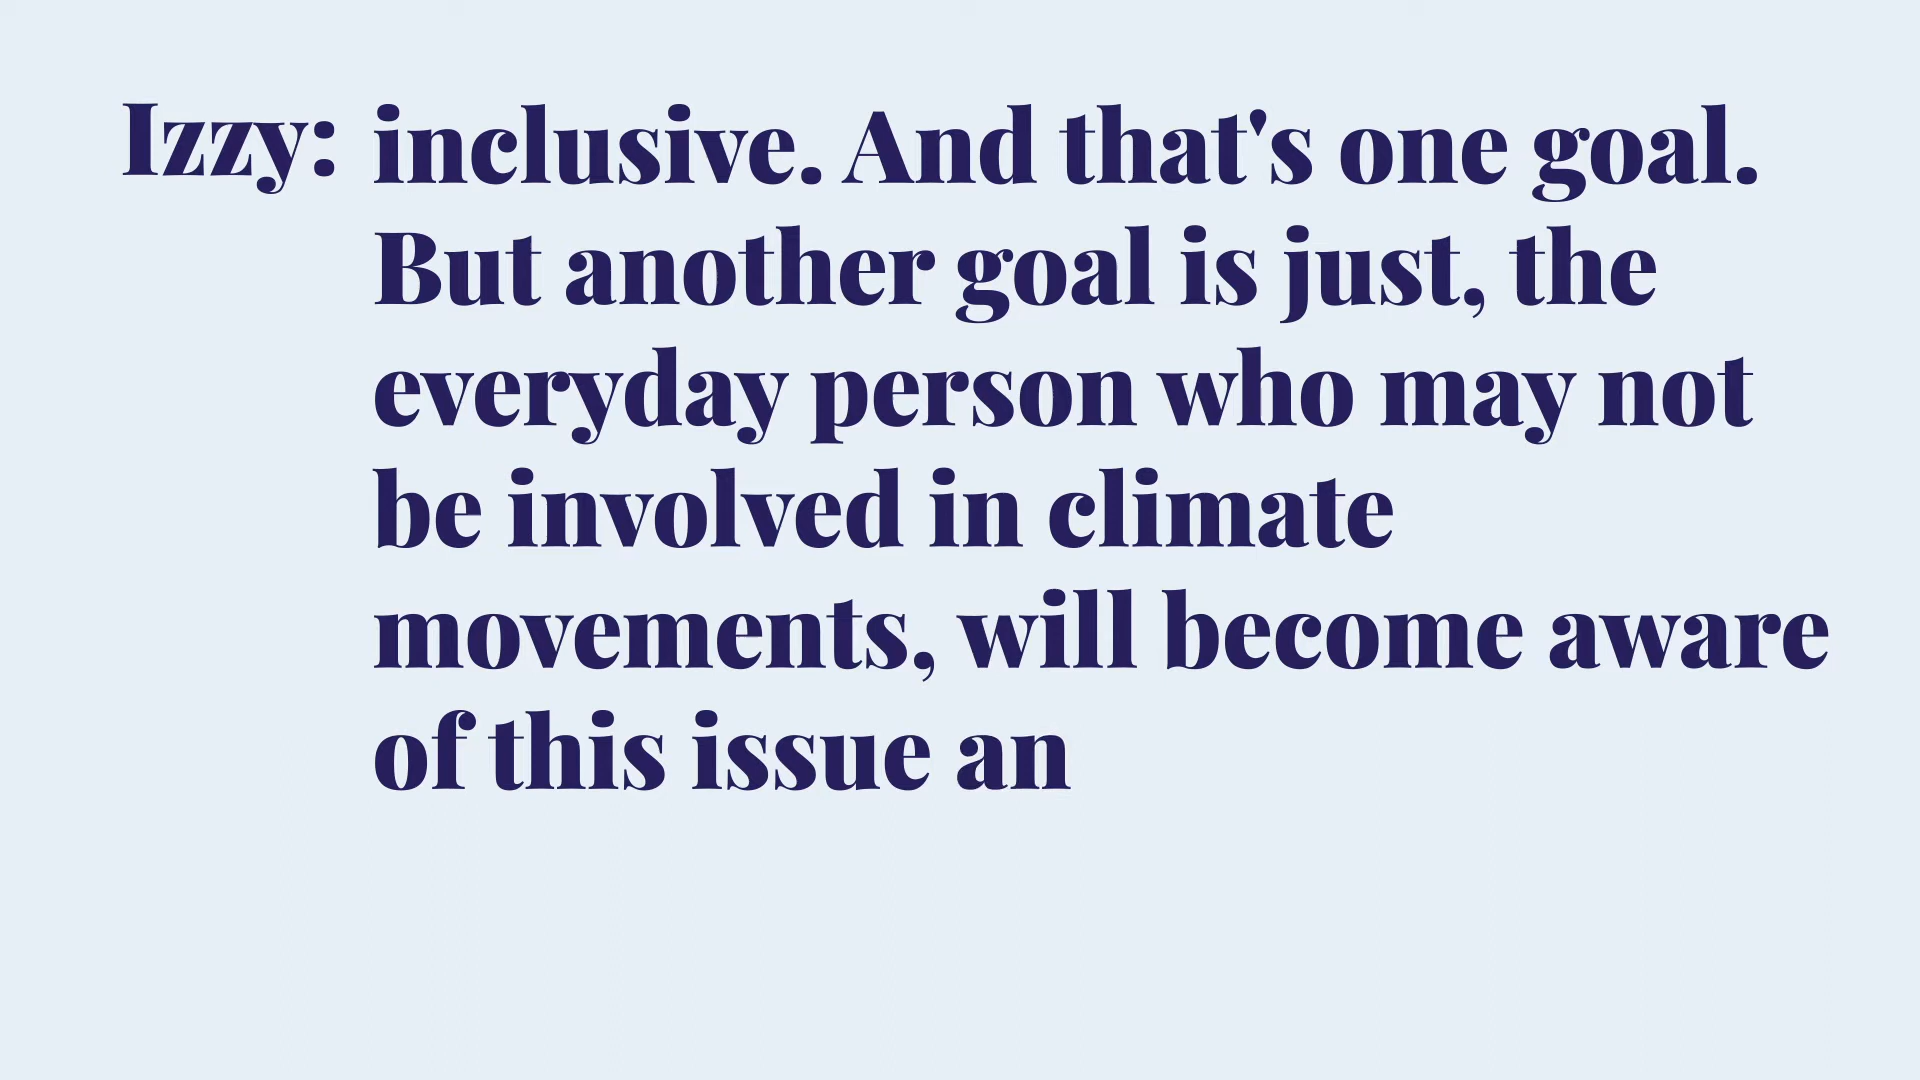 Izzy: inclusive. And that's one goal.
But another goal is just, the
everyday person who may not
be involved in climate
movements, will become aware
of this issue an